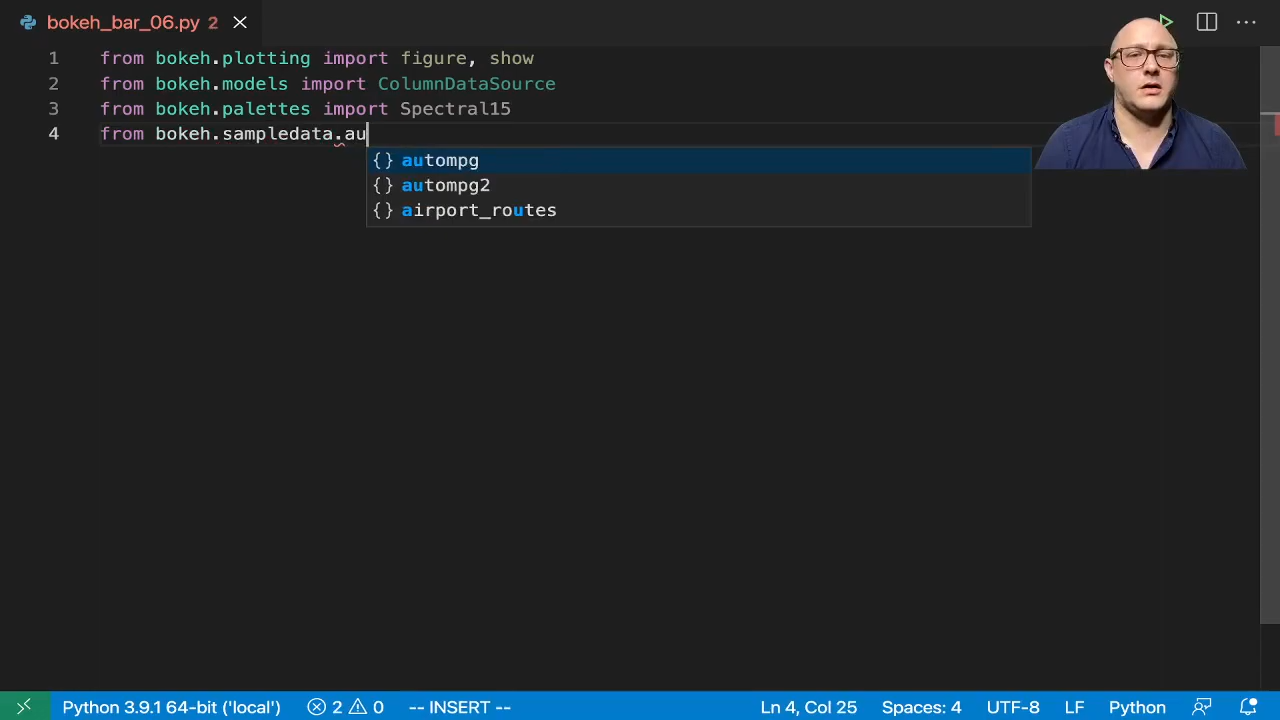 bokeh_bar_06.py 2
1 from bokeh.plotting import figure, show
2 from bokeh.models import ColumnDataSource
3 from bokeh.palettes import Spectral15
4 from bokeh.sampledata.au
{} autompg
{} autompg2
{} airport_routes
Python 3.9.1 64-bit ('local') 2 0 -- INSERT -- Ln 4, Col 25 Spaces: 4 UTF-8 LF Python